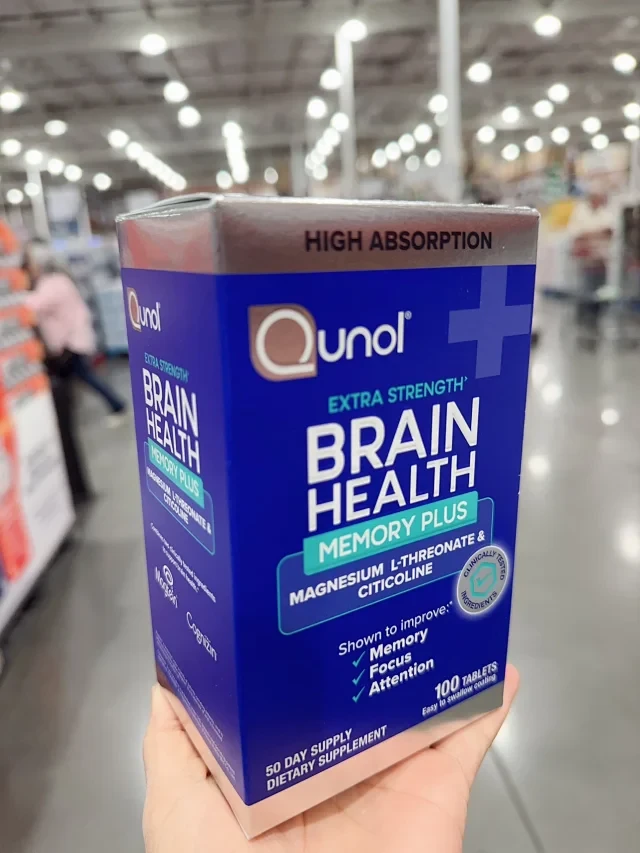 HIGH ABSORPTION
Qunol®
EXTRA STRENGTH†
BRAIN
HEALTH
MEMORY PLUS
MAGNESIUM L-THREONATE &
CITICOLINE
CLINICALLY TESTED
INGREDIENTS
Shown to improve:*
✓ Memory
✓ Focus
✓ Attention
100 TABLETS
Easy to swallow coating
50 DAY SUPPLY
DIETARY SUPPLEMENT
Qunol
EXTRA STRENGTH†
BRAIN
HEALTH
MEMORY PLUS
MAGNESIUM L-THREONATE &
CITICOLINE
Cognizin